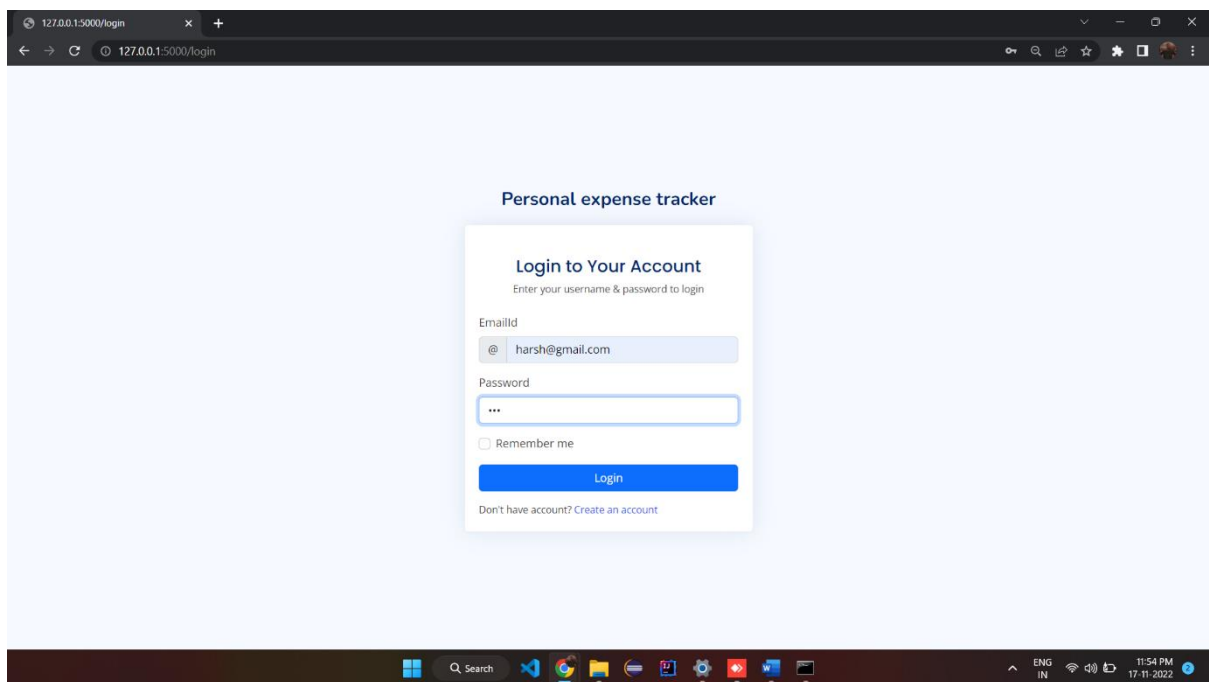 127.0.0.1:5000/login
127.0.0.1:5000/login
Personal expense tracker
Login to Your Account
Enter your username & password to login
EmailId
@ harsh@gmail.com
Password
•••
Remember me
Login
Don't have account? Create an account
Search
W
ENG
IN
11:54 PM
17-11-2022
2